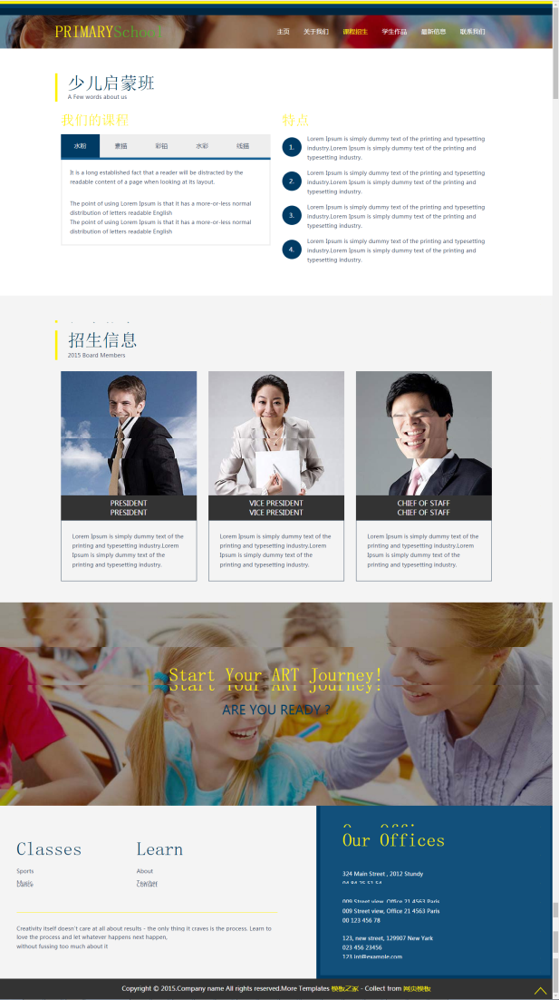 PRIMARYSchool
主页 关于我们 课程招生 学生作品 最新信息 联系我们
少儿启蒙班
A Few words about us
我们的课程
水粉 素描 彩铅 水彩 线描
It is a long established fact that a reader will be distracted by the
readable content of a page when looking at its layout.
The point of using Lorem Ipsum is that it has a more-or-less normal
distribution of letters readable English
The point of using Lorem Ipsum is that it has a more-or-less normal
distribution of letters readable English
特点
1. Lorem Ipsum is simply dummy text of the printing and typesetting
industry.Lorem Ipsum is simply dummy text of the printing and
typesetting industry.
2. Lorem Ipsum is simply dummy text of the printing and typesetting
industry.Lorem Ipsum is simply dummy text of the printing and
typesetting industry.
3. Lorem Ipsum is simply dummy text of the printing and typesetting
industry.Lorem Ipsum is simply dummy text of the printing and
typesetting industry.
4. Lorem Ipsum is simply dummy text of the printing and typesetting
industry.Lorem Ipsum is simply dummy text of the printing and
typesetting industry.
招生信息
2015 Board Members
PRESIDENT
PRESIDENT
Lorem Ipsum is simply dummy text of the
printing and typesetting industry.Lorem
Ipsum is simply dummy text of the
printing and typesetting industry.
VICE PRESIDENT
VICE PRESIDENT
Lorem Ipsum is simply dummy text of the
printing and typesetting industry.Lorem
Ipsum is simply dummy text of the
printing and typesetting industry.
CHIEF OF STAFF
CHIEF OF STAFF
Lorem Ipsum is simply dummy text of the
printing and typesetting industry.Lorem
Ipsum is simply dummy text of the
printing and typesetting industry.
Start Your ART Journey!
Start Your ART Journey!
ARE YOU READY ?
Classes
Sports
Learn
About
Creativity itself doesn't care at all about results - the only thing it craves is the process. Learn to
love the process and let whatever happens next happen,
without fussing too much about it
Our Offices
324 Main Street , 2012 Stundy
04 84 25 51 54
009 Street view, Office 21 4563 Paris
009 Street view, Office 21 4563 Paris
00 123 456 78
123, new street, 129907 New Yark
023 456 23456
123 Int@example.com
Copyright © 2015.Company name All rights reserved.More Templates 模板之家 - Collect from 网页模板